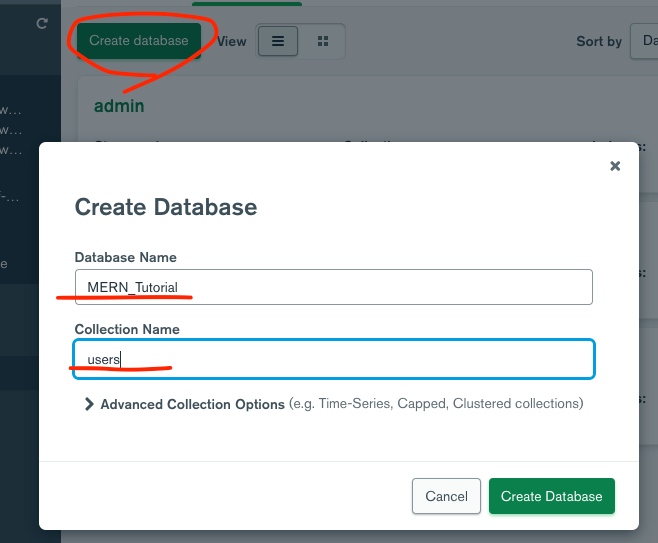 Create database View Sort by Da
w...
admin
w...
w...
Create Database
-...
Database Name
e
MERN_Tutorial
Collection Name
users
Advanced Collection Options (e.g. Time-Series, Capped, Clustered collections)
Cancel Create Database